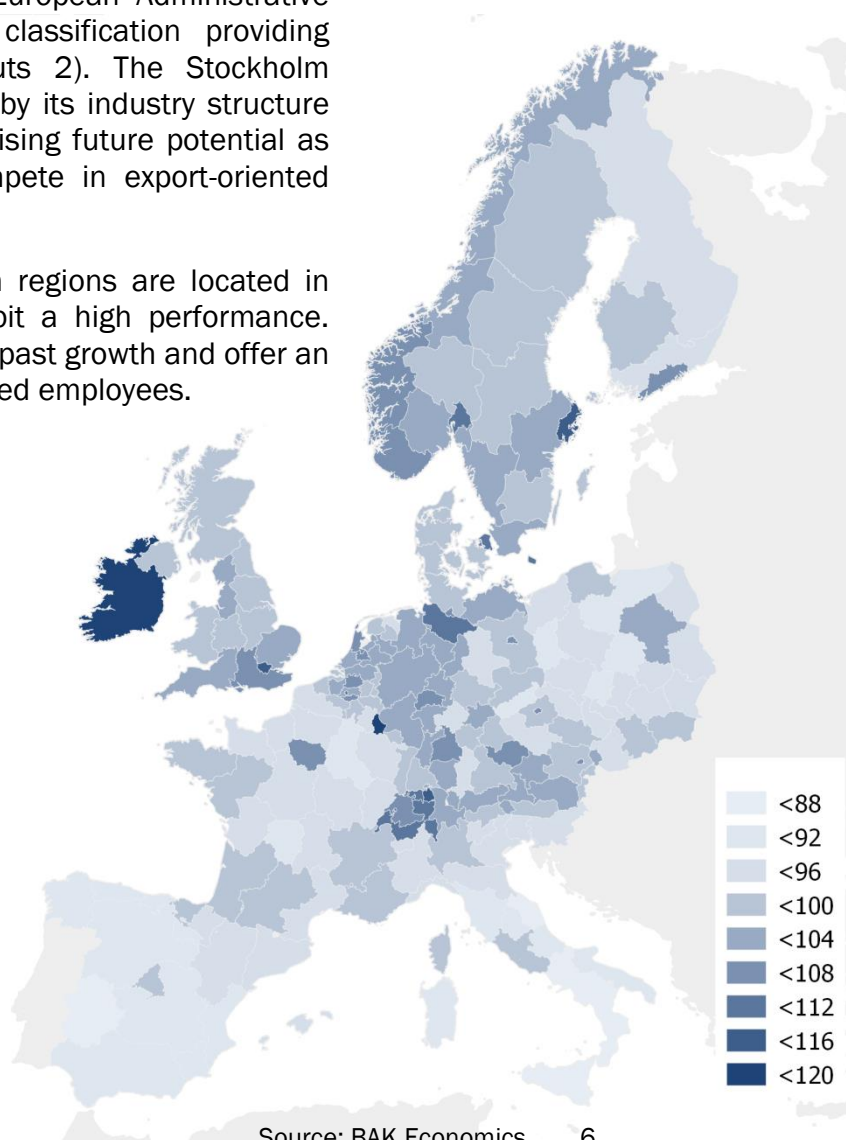 European Administrative
classification providing
uts 2). The Stockholm
by its industry structure
ising future potential as
pete in export-oriented
regions are located in
bit a high performance.
past growth and offer an
ed employees.
<88
<92
<96
<100
<104
<108
<112
<116
<120
Source: BAK Economics 6